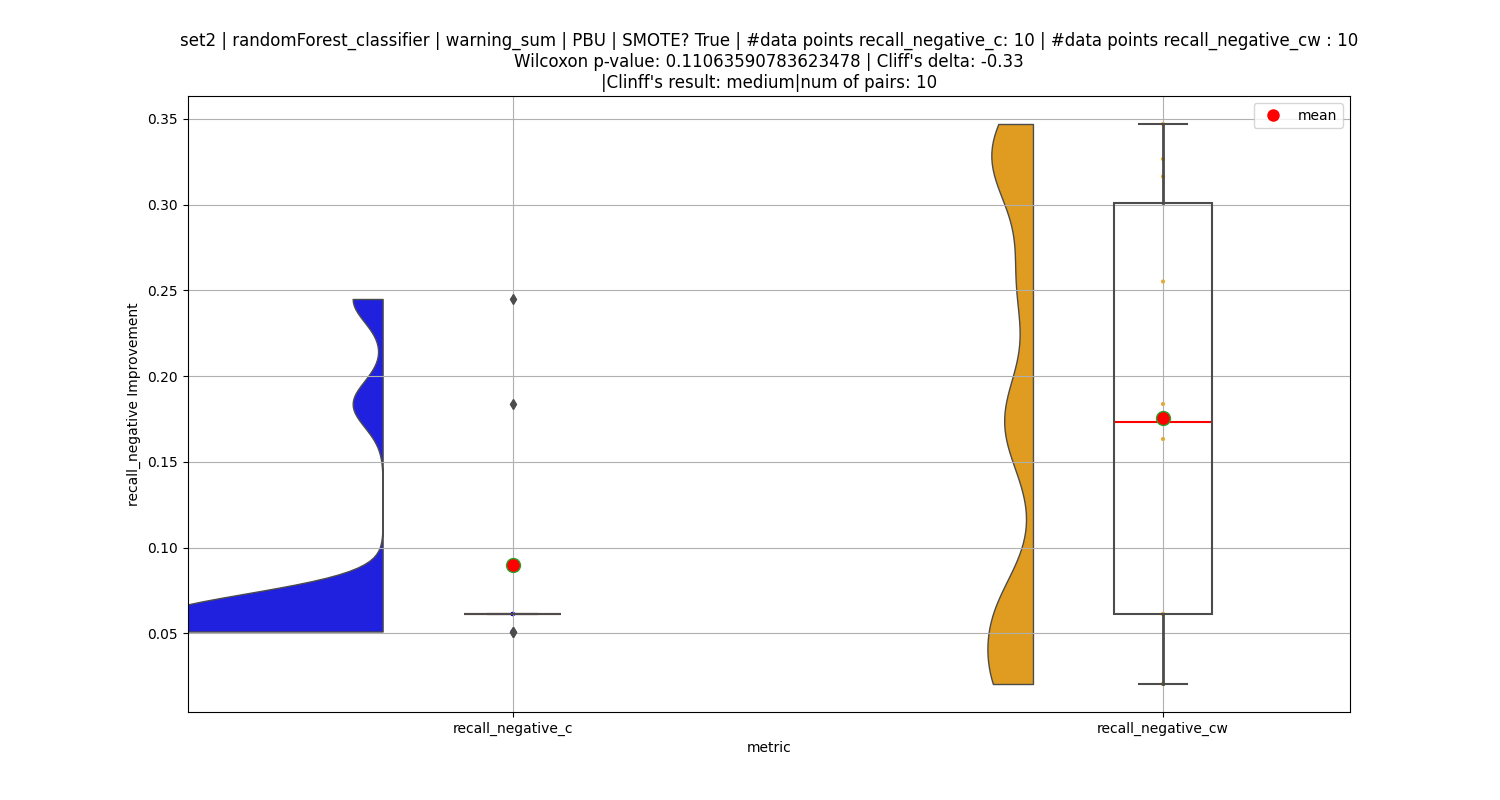 set2 | randomForest_classifier | warning_sum | PBU | SMOTE? True | #data points recall_negative_c: 10 | #data points recall_negative_cw : 10
Wilcoxon p-value: 0.11063590783623478 | Cliff's delta: -0.33
|Clinff's result: medium|num of pairs: 10
mean
0.35
0.30
0.25
0.20
0.15
0.10
0.05
recall_negative Improvement
recall_negative_c
recall_negative_cw
metric